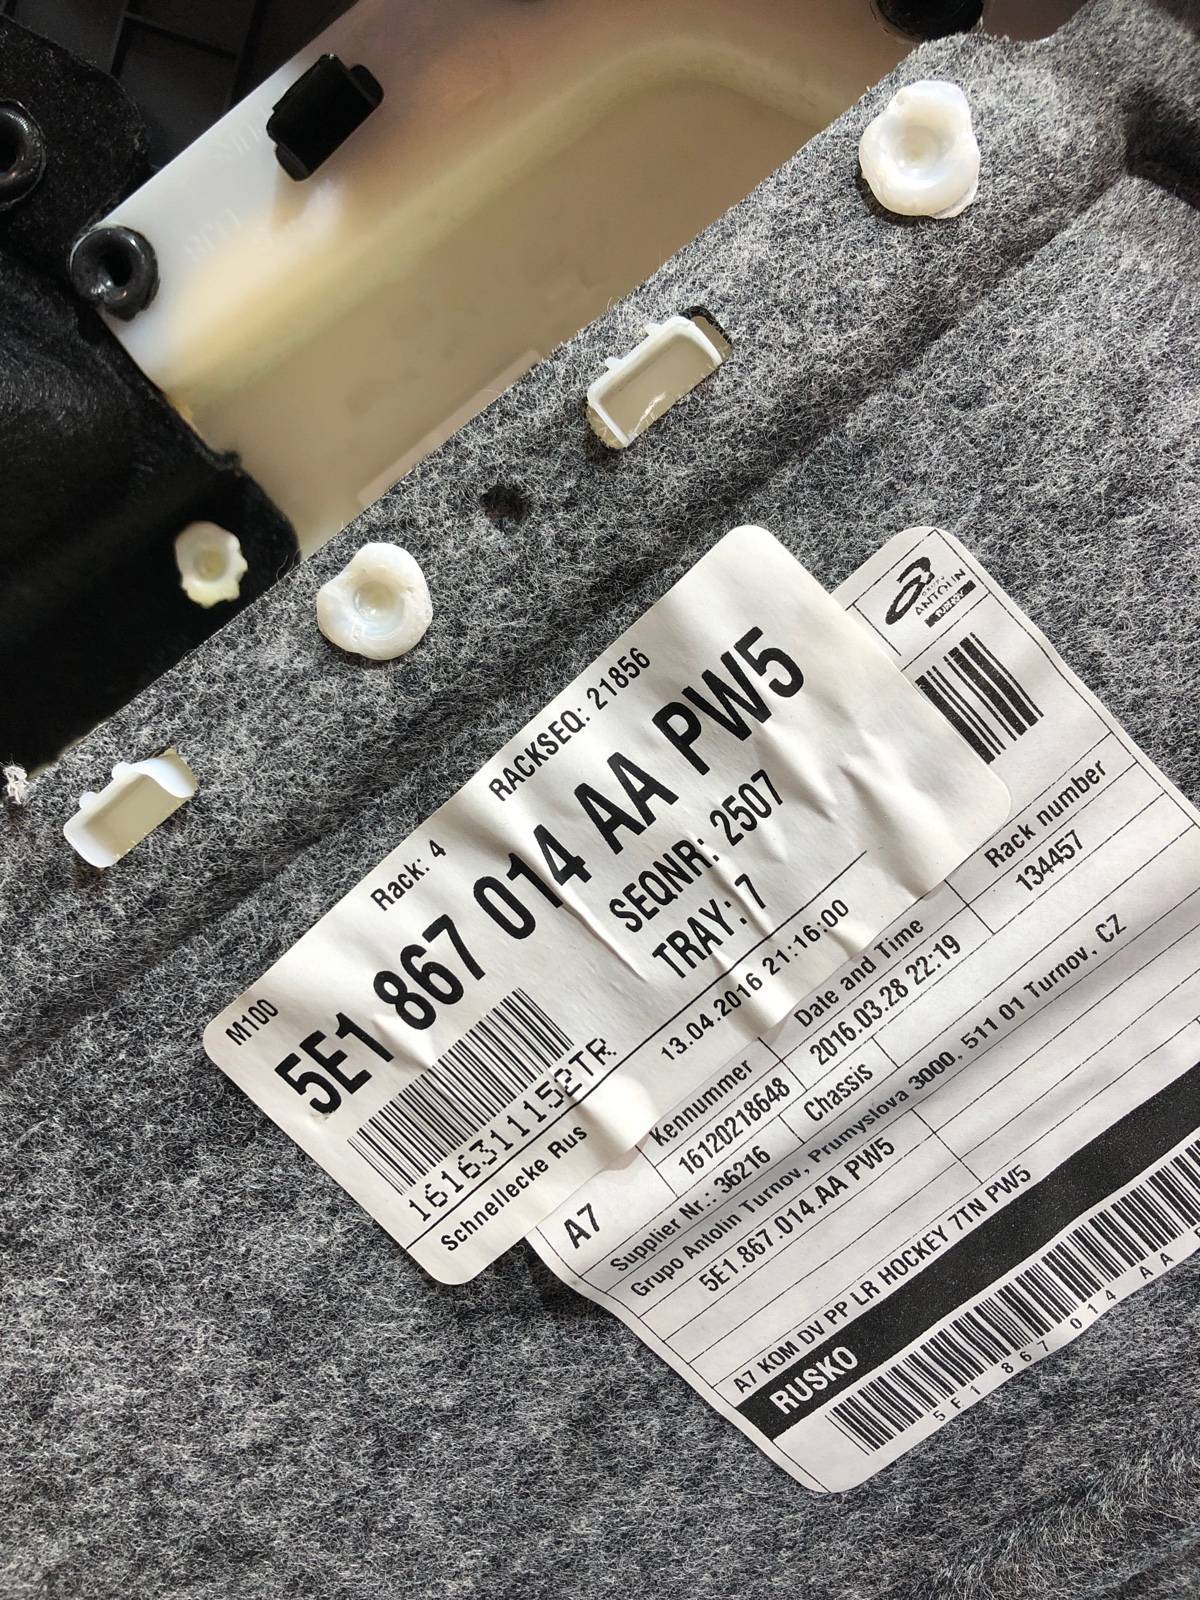 M100
Rack: 4
RACKSEQ: 21856
5E1 867 014 AA PW5
SEQNR: 2507
TRAY: 7
1616311152TR
13.04.2016 21:16:00
Schnellecke Rus
ANTOLIN
A7
Kennummer
16120218648
Date and Time
2016.03.28 22:19
Rack number
134457
Supplier Nr.: 36216
Chassis
Grupo Antolin Turnov, Prumyslova 3000, 511 01 Turnov, CZ
5E1.867.014.AA PW5
A7 KOM DV PP LR HOCKEY 7TN PW5
RUSKO
5E1 867 014 AA